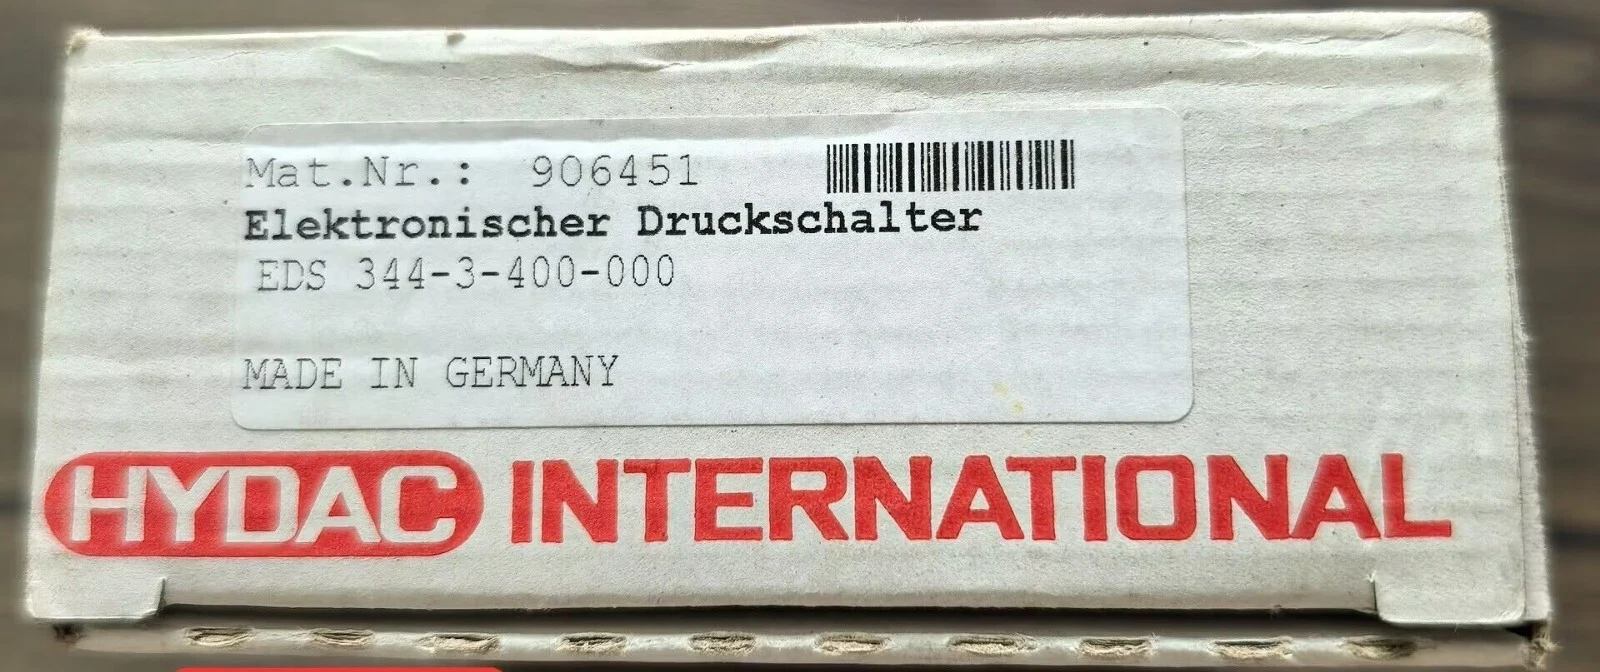 Mat.Nr.: 906451
Elektronischer Druckschalter
EDS 344-3-400-000
MADE IN GERMANY
HYDAC INTERNATIONAL